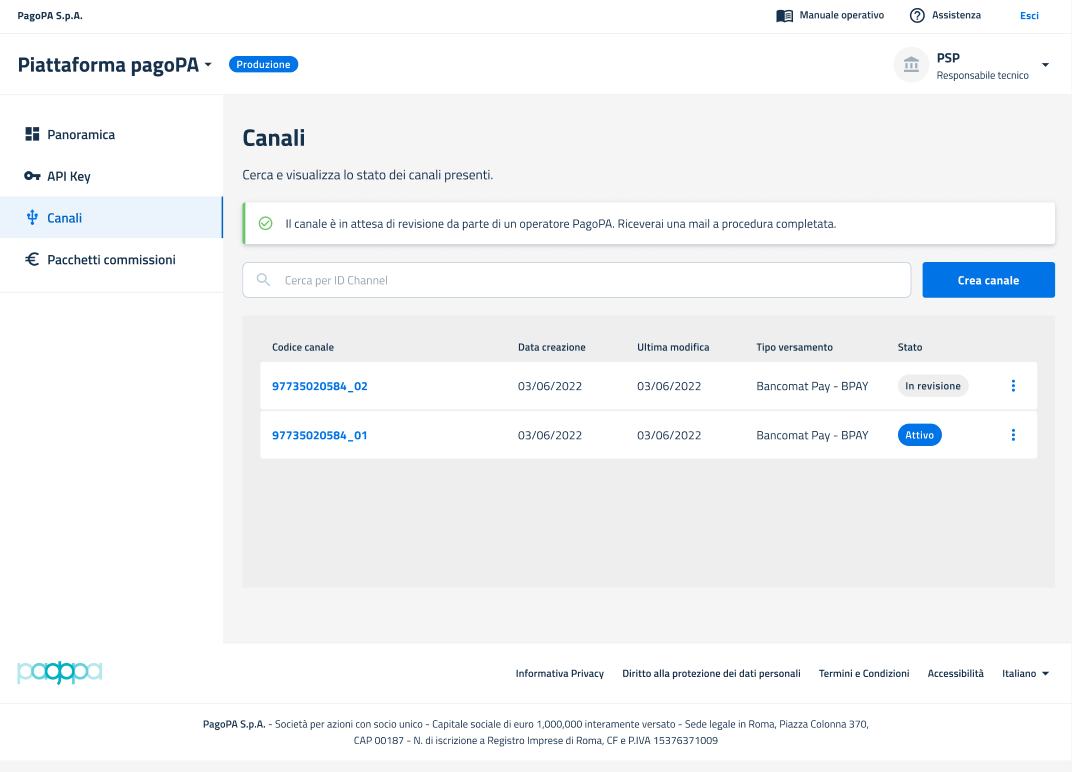 PagoPA S.p.A.
Manuale operativo
Assistenza
Esci
Piattaforma pagoPA
Produzione
PSP
Responsabile tecnico
Panoramica
API Key
Canali
Pacchetti commissioni
Canali
Cerca e visualizza lo stato dei canali presenti.
Il canale è in attesa di revisione da parte di un operatore PagoPA. Riceverai una mail a procedura completata.
Cerca per ID Channel
Crea canale
Codice canale Data creazione Ultima modifica Tipo versamento Stato
97735020584_02 03/06/2022 03/06/2022 Bancomat Pay - BPAY In revisione
97735020584_01 03/06/2022 03/06/2022 Bancomat Pay - BPAY Attivo
pagopa
Informativa Privacy Diritto alla protezione dei dati personali Termini e Condizioni Accessibilità Italiano
PagoPA S.p.A. - Società per azioni con socio unico - Capitale sociale di euro 1,000,000 interamente versato - Sede legale in Roma, Piazza Colonna 370,
CAP 00187 - N. di iscrizione a Registro Imprese di Roma, CF e P.IVA 15376371009